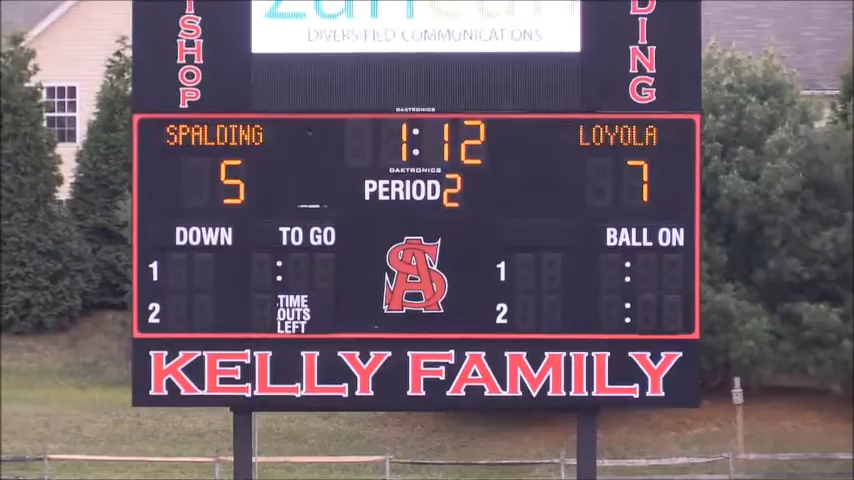 DIVERSIFIED COMMUNICATIONS
SHOP
DING
DAKTRONICS
SPALDING 1:12 LOYOLA
5 DAKTRONICS 7
PERIOD 2
DOWN TO GO BALL ON
1 : 1 :
2 TIME OUTS LEFT 2 :
SA
KELLY FAMILY